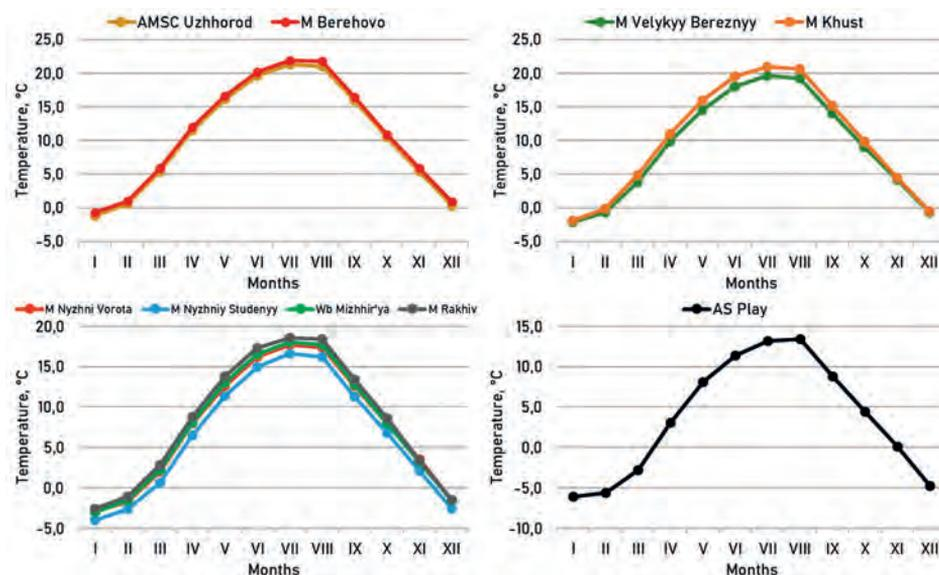 AMSC Uzhhorod M Berehovo
Temperature, °C
25,0
20,0
15,0
10,0
5,0
0,0
-5,0
I II III IV V VI VII VIII IX X XI XII
Months
M Velykyy Bereznyy M Khust
Temperature, °C
25,0
20,0
15,0
10,0
5,0
0,0
-5,0
I II III IV V VI VII VIII IX X XI XII
Months
M Nyzhni Vorota M Nyzhniy Studenyy Wb Mizhhir'ya M Rakhiv
Temperature, °C
20,0
15,0
10,0
5,0
0,0
-5,0
I II III IV V VI VII VIII IX X XI XII
Months
AS Play
Temperature, °C
15,0
10,0
5,0
0,0
-5,0
-10,0
I II III IV V VI VII VIII IX X XI XII
Months